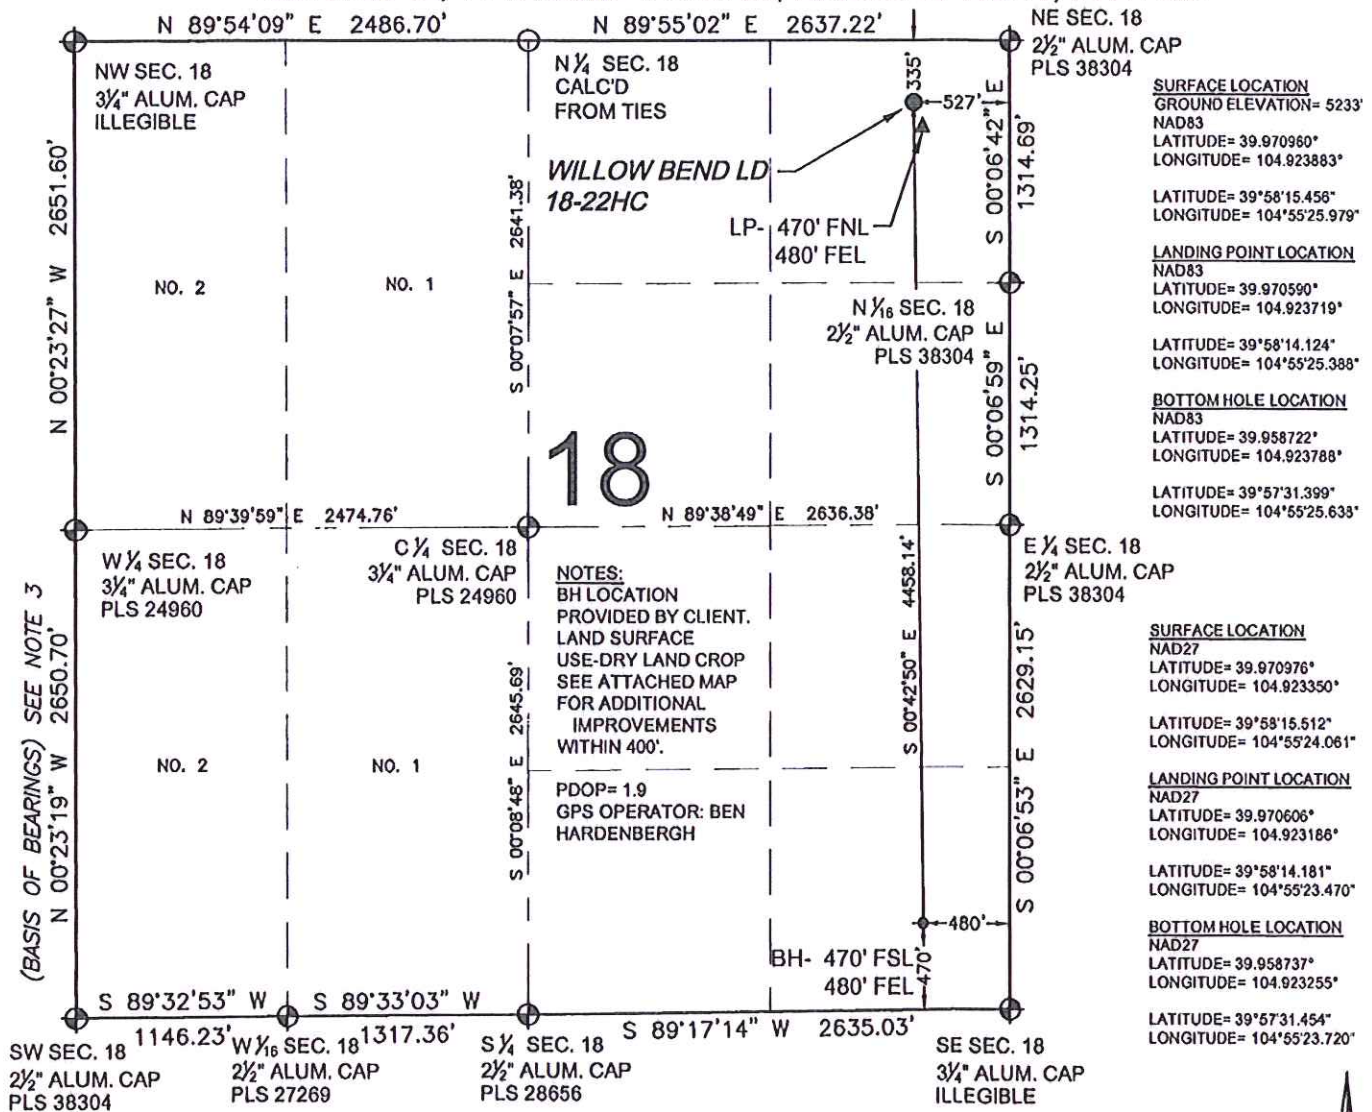 N 89°54'09" E 2486.70'
N 89°55'02" E 2637.22'
NE SEC. 18
2½" ALUM. CAP
PLS 38304
NW SEC. 18
3¼" ALUM. CAP
ILLEGIBLE
N ¼ SEC. 18
CALC'D
FROM TIES
335'
527'
S 00°06'42" E
1314.69'
WILLOW BEND LD
18-22HC
LP- 470' FNL
480' FEL
N 00°23'27" W 2651.60'
S 00°07'57" E 2641.38'
NO. 2
NO. 1
N 1/16 SEC. 18
2½" ALUM. CAP
PLS 38304
S 00°06'59" E
1314.25'
18
N 89°39'59" E 2474.76'
N 89°38'49" E 2636.38'
W ¼ SEC. 18
3¼" ALUM. CAP
PLS 24960
C ¼ SEC. 18
3¼" ALUM. CAP
PLS 24960
E ¼ SEC. 18
2½" ALUM. CAP
PLS 38304
NOTES:
BH LOCATION
PROVIDED BY CLIENT.
LAND SURFACE
USE-DRY LAND CROP
SEE ATTACHED MAP
FOR ADDITIONAL
IMPROVEMENTS
WITHIN 400'.
PDOP= 1.9
GPS OPERATOR: BEN
HARDENBERGH
(BASIS OF BEARINGS) SEE NOTE 3
N 00°23'19" W 2650.70'
S 00°08'48" E 2645.69'
S 00°42'50" E 4458.14'
S 00°06'53" E 2629.15'
NO. 2
NO. 1
480'
BH- 470' FSL
480' FEL
470'
S 89°32'53" W
1146.23'
S 89°33'03" W
1317.36'
S 89°17'14" W 2635.03'
SW SEC. 18
2½" ALUM. CAP
PLS 38304
W 1/16 SEC. 18
2½" ALUM. CAP
PLS 27269
S ¼ SEC. 18
2½" ALUM. CAP
PLS 28656
SE SEC. 18
3¼" ALUM. CAP
ILLEGIBLE
SURFACE LOCATION
GROUND ELEVATION= 5233'
NAD83
LATITUDE= 39.970960°
LONGITUDE= 104.923883°
LATITUDE= 39°58'15.456"
LONGITUDE= 104°55'25.979"
LANDING POINT LOCATION
NAD83
LATITUDE= 39.970590°
LONGITUDE= 104.923719°
LATITUDE= 39°58'14.124"
LONGITUDE= 104°55'25.388"
BOTTOM HOLE LOCATION
NAD83
LATITUDE= 39.958722°
LONGITUDE= 104.923788°
LATITUDE= 39°57'31.399"
LONGITUDE= 104°55'25.638"
SURFACE LOCATION
NAD27
LATITUDE= 39.970976°
LONGITUDE= 104.923350°
LATITUDE= 39°58'15.512"
LONGITUDE= 104°55'24.061"
LANDING POINT LOCATION
NAD27
LATITUDE= 39.970606°
LONGITUDE= 104.923186°
LATITUDE= 39°58'14.181"
LONGITUDE= 104°55'23.470"
BOTTOM HOLE LOCATION
NAD27
LATITUDE= 39.958737°
LONGITUDE= 104.923255°
LATITUDE= 39°57'31.454"
LONGITUDE= 104°55'23.720"